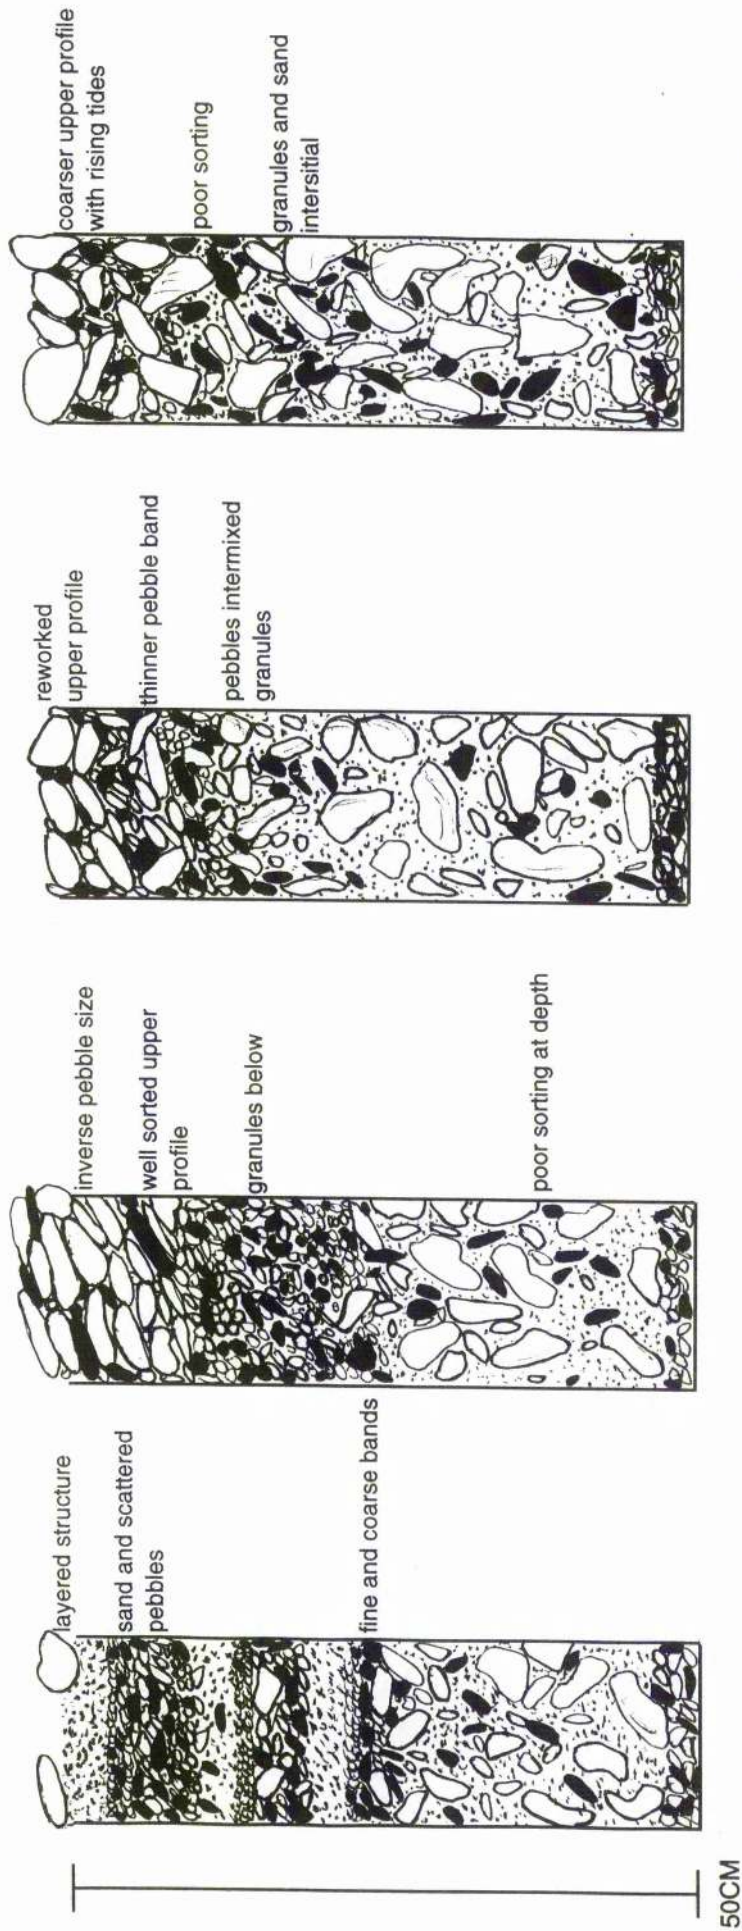 layered structure
sand and scattered
pebbles
fine and coarse bands
inverse pebble size
well sorted upper
profile
granules below
poor sorting at depth
reworked
upper profile
thinner pebble band
pebbles intermixed
granules
coarser upper profile
with rising tides
poor sorting
granules and sand
intersitial
50CM